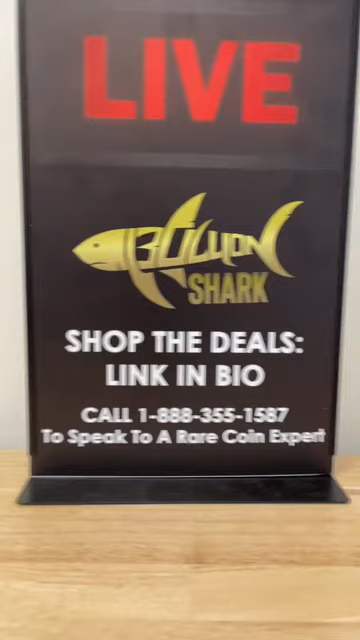 LIVE
BULLION
SHARK
SHOP THE DEALS:
LINK IN BIO
CALL 1-888-355-1587
To Speak To A Rare Coin Expert